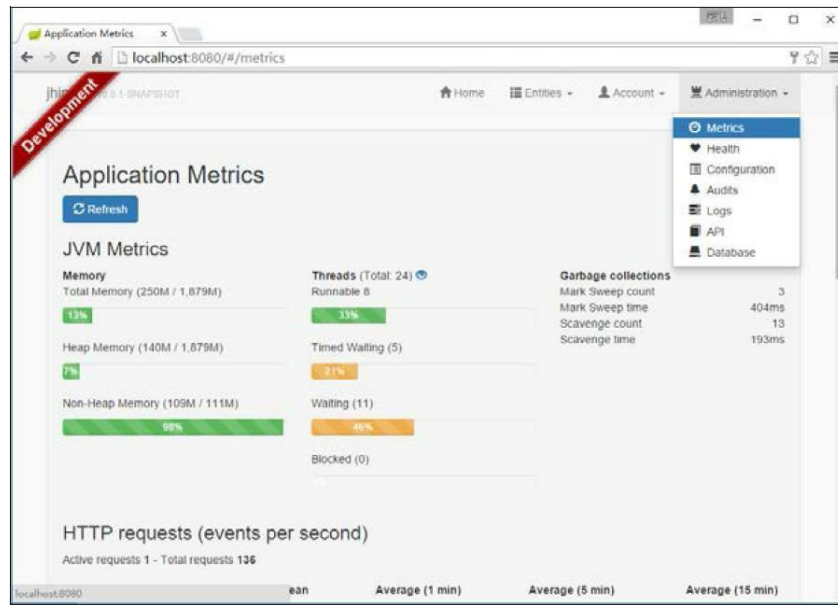 Application Metrics
localhost:8080/#/metrics
Development
Home
Entities
Account
Administration
Metrics
Health
Configuration
Audits
Logs
API
Database
Application Metrics
Refresh
JVM Metrics
Memory
Total Memory (250M / 1,879M)
13%
Heap Memory (140M / 1,879M)
7%
Non-Heap Memory (109M / 111M)
98%
Threads (Total: 24)
Runnable 8
33%
Timed Waiting (5)
21%
Waiting (11)
46%
Blocked (0)
Garbage collections
Mark Sweep count 3
Mark Sweep time 404ms
Scavenge count 13
Scavenge time 193ms
HTTP requests (events per second)
Active requests 1 - Total requests 136
localhost:8080
Average (1 min) Average (5 min) Average (15 min)